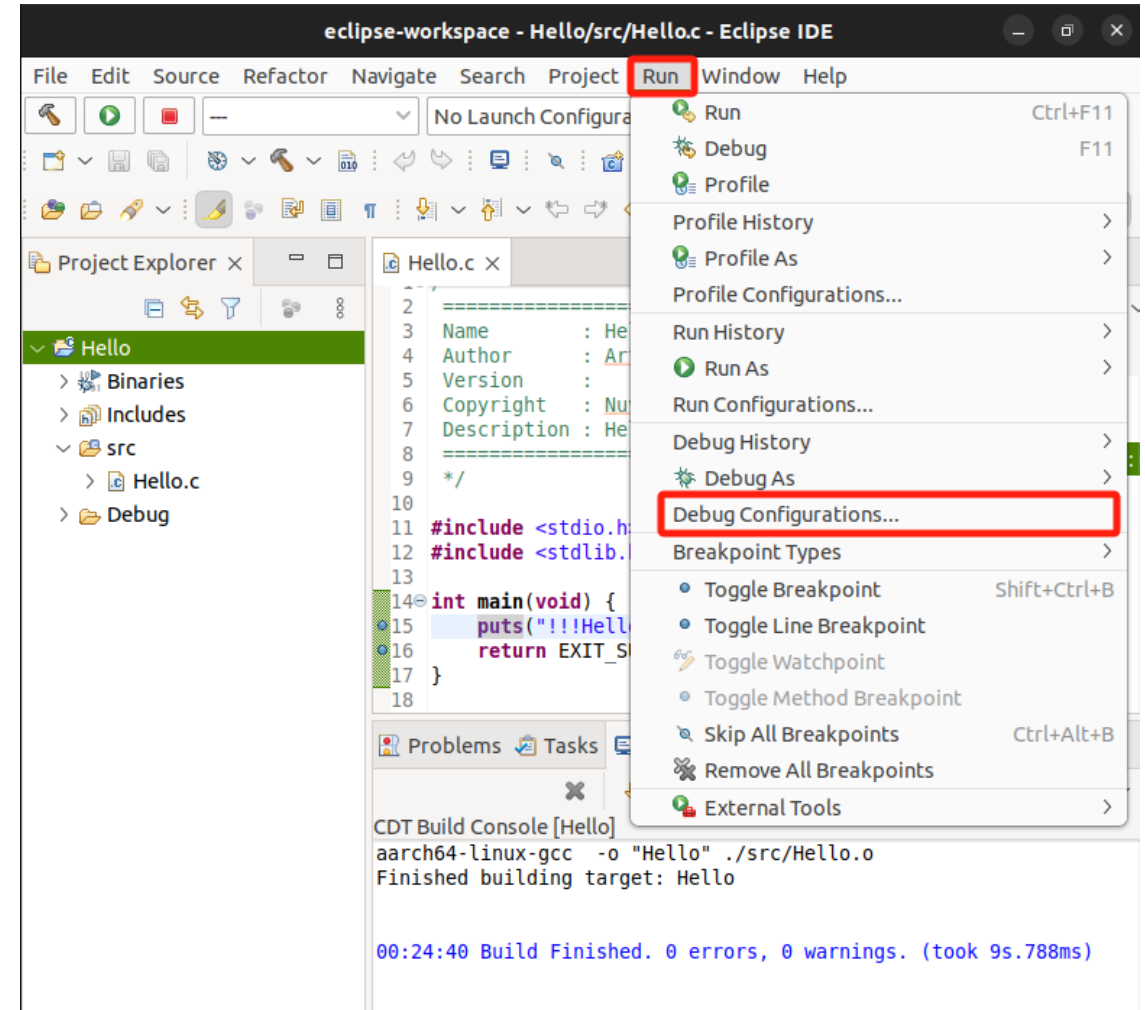 eclipse-workspace - Hello/src/Hello.c - Eclipse IDE
File Edit Source Refactor Navigate Search Project Run Window Help
---
No Launch Configura
Run Ctrl+F11
Debug F11
Profile
Profile History
Profile As
Profile Configurations...
Run History
Run As
Run Configurations...
Debug History
Debug As
Debug Configurations...
Breakpoint Types
Toggle Breakpoint Shift+Ctrl+B
Toggle Line Breakpoint
Toggle Watchpoint
Toggle Method Breakpoint
Skip All Breakpoints Ctrl+Alt+B
Remove All Breakpoints
External Tools
Project Explorer
Hello
Binaries
Includes
src
Hello.c
Debug
Hello.c
2 ==================
3 Name : He
4 Author : Ar
5 Version :
6 Copyright : Nu
7 Description : He
8 ==================
9 */
10
11 #include <stdio.h
12 #include <stdlib.
13
14 int main(void) {
15 puts("!!!Hell
16 return EXIT_S
17 }
18
Problems Tasks
CDT Build Console [Hello]
aarch64-linux-gcc -o "Hello" ./src/Hello.o
Finished building target: Hello
00:24:40 Build Finished. 0 errors, 0 warnings. (took 9s.788ms)